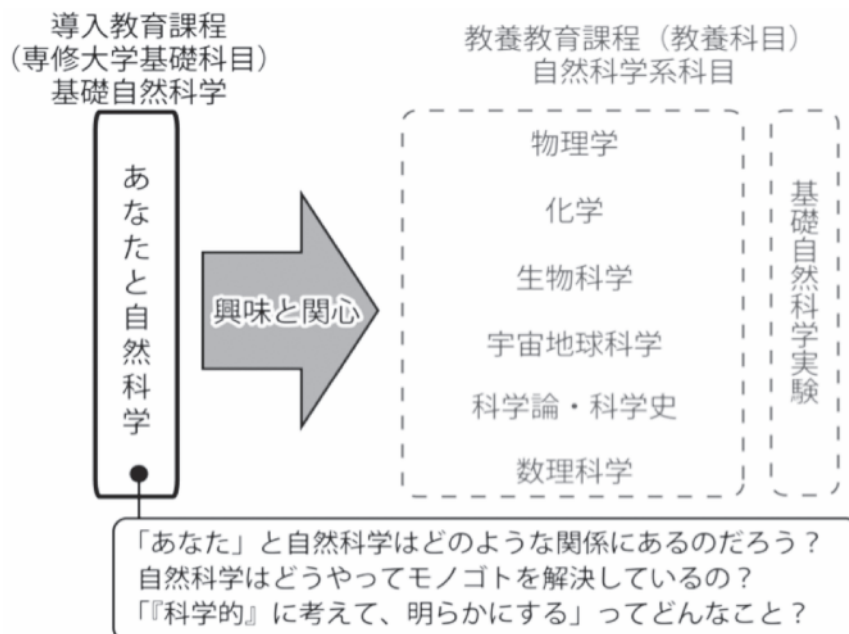 導入教育課程
（専修大学基礎科目）
基礎自然科学
あなたと自然科学
興味と関心
教養教育課程（教養科目）
自然科学系科目
物理学
化学
生物科学
宇宙地球科学
科学論・科学史
数理科学
基礎自然科学実験
「あなた」と自然科学はどのような関係にあるのだろう？
自然科学はどうやってモノゴトを解決しているの？
「『科学的』に考えて、明らかにする」ってどんなこと？